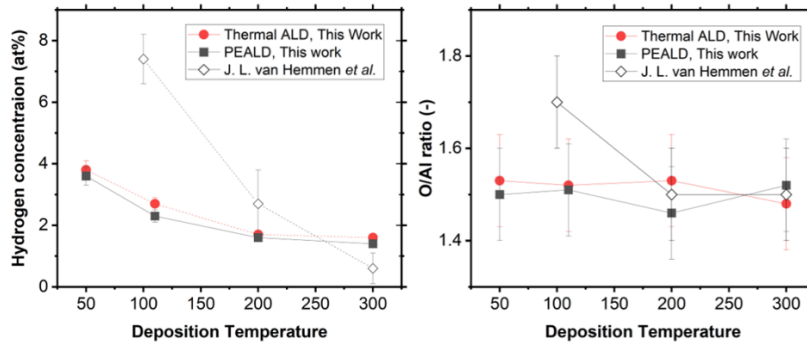 Hydrogen concentraion (at%)
8
6
4
2
0
Thermal ALD, This Work
PEALD, This work
J. L. van Hemmen et al.
50 100 150 200 250 300
Deposition Temperature
O/Al ratio (-)
1.8
1.6
1.4
Thermal ALD, This Work
PEALD, This work
J. L. van Hemmen et al.
50 100 150 200 250 300
Deposition Temperature